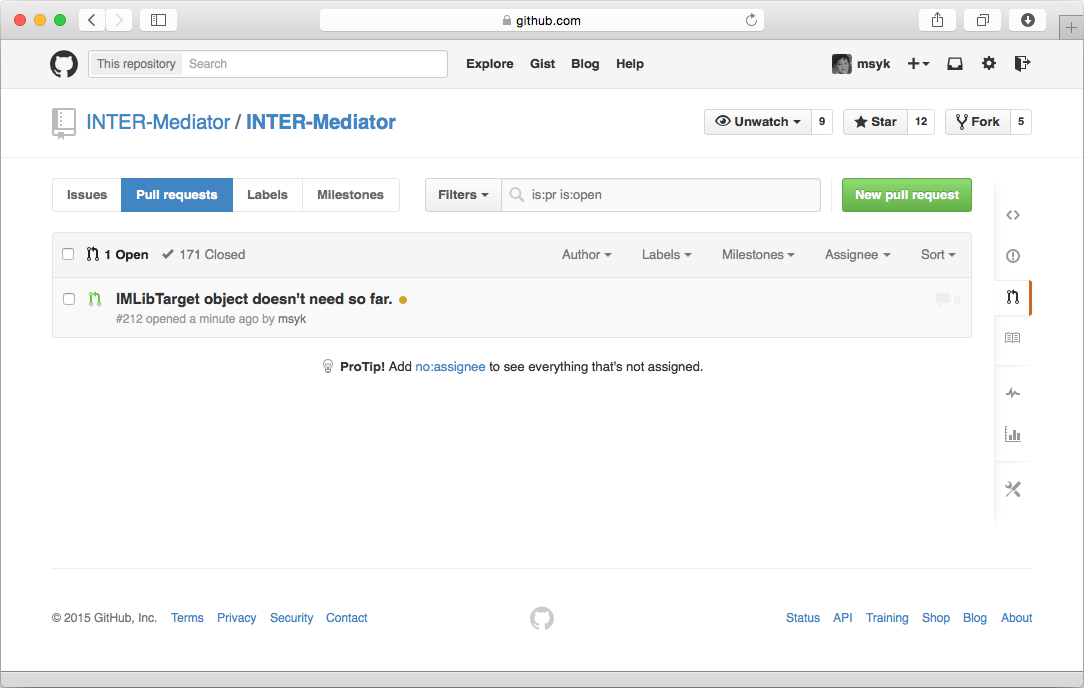 github.com
This repository Search Explore Gist Blog Help msyk
INTER-Mediator / INTER-Mediator Unwatch 9 Star 12 Fork 5
Issues Pull requests Labels Milestones Filters is:pr is:open New pull request
1 Open 171 Closed Author Labels Milestones Assignee Sort
IMLibTarget object doesn't need so far. 0
#212 opened a minute ago by msyk
ProTip! Add no:assignee to see everything that's not assigned.
© 2015 GitHub, Inc. Terms Privacy Security Contact Status API Training Shop Blog About